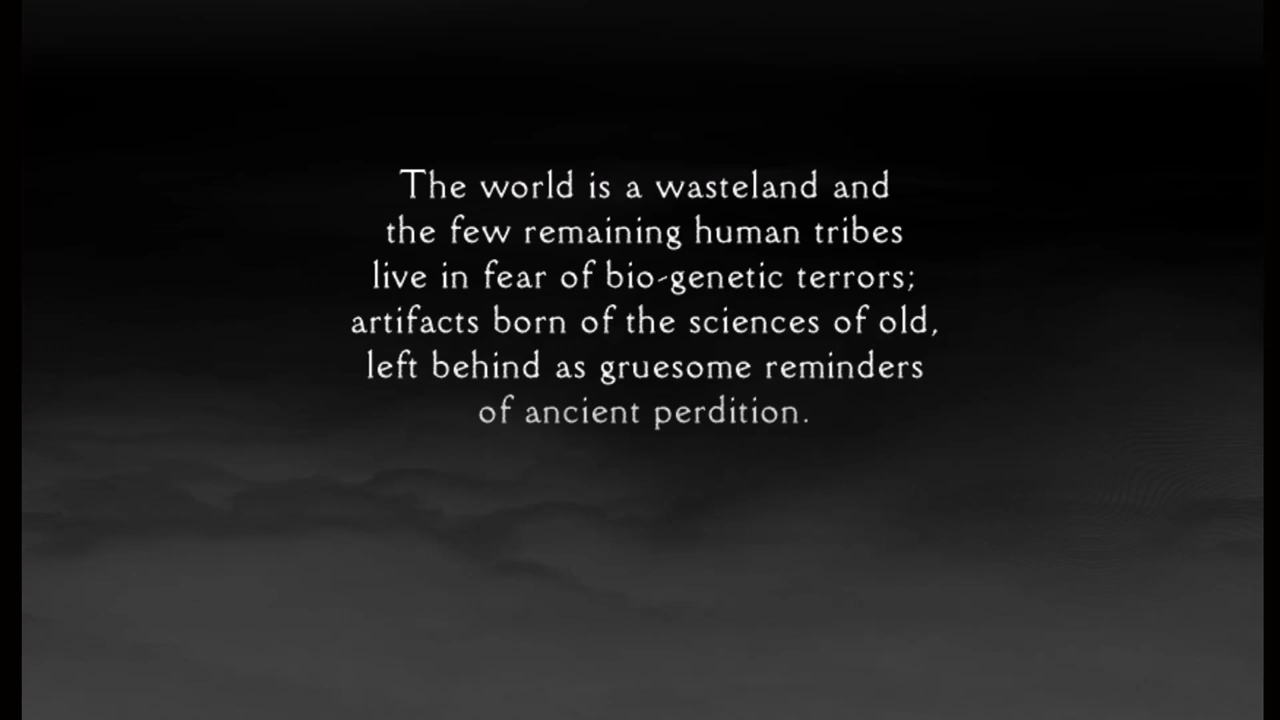 The world is a wasteland and
the few remaining human tribes
live in fear of bio-genetic terrors;
artifacts born of the sciences of old,
left behind as gruesome reminders
of ancient perdition.